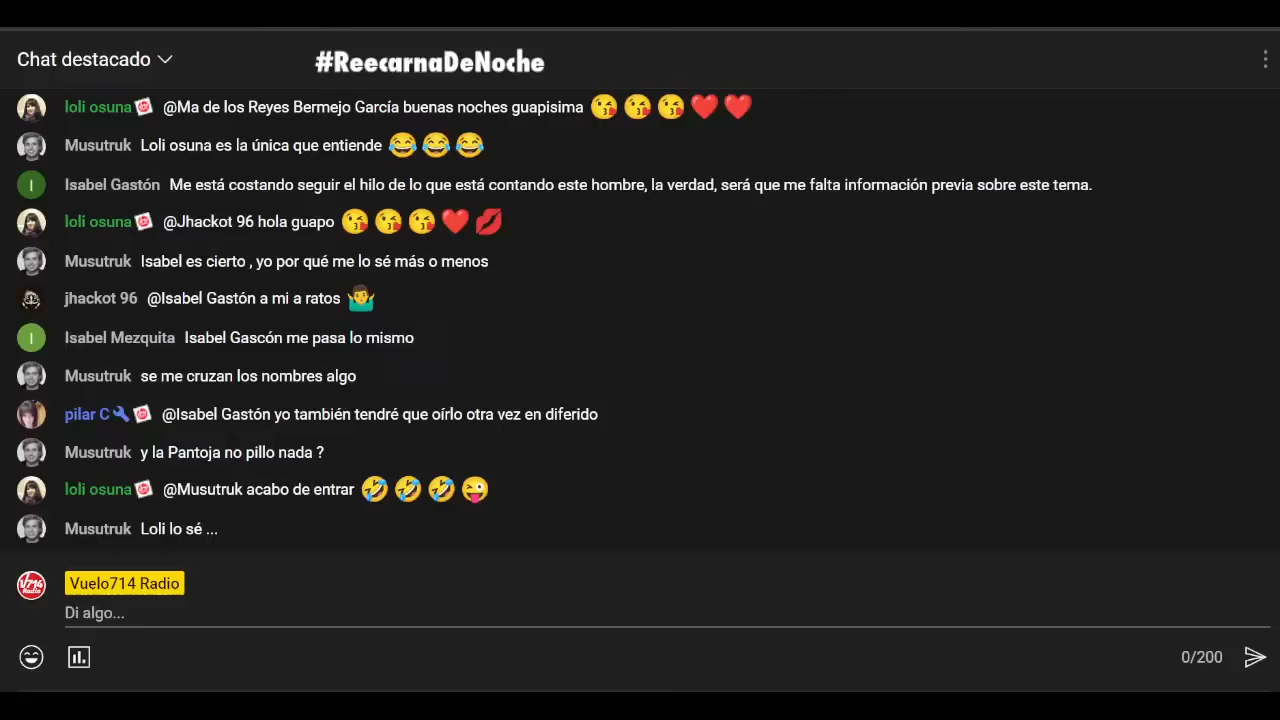 Chat destacado
#ReecarnaDeNoche
loli osuna @Ma de los Reyes Bermejo García buenas noches guapisima 😘 😘 😘 ❤️ ❤️
Musutruk Loli osuna es la única que entiende 😂 😂 😂
I Isabel Gastón Me está costando seguir el hilo de lo que está contando este hombre, la verdad, será que me falta información previa sobre este tema.
loli osuna @Jhackot 96 hola guapo 😘 😘 😘 ❤️ 💋
Musutruk Isabel es cierto , yo por qué me lo sé más o menos
jhackot 96 @Isabel Gastón a mi a ratos 🤷‍♂️
I Isabel Mezquita Isabel Gascón me pasa lo mismo
Musutruk se me cruzan los nombres algo
pilar C @Isabel Gastón yo también tendré que oírlo otra vez en diferido
Musutruk y la Pantoja no pillo nada ?
loli osuna @Musutruk acabo de entrar 🤣 🤣 🤣 😜
Musutruk Loli lo sé ...
V714 Radio Vuelo714 Radio
Di algo...
0/200